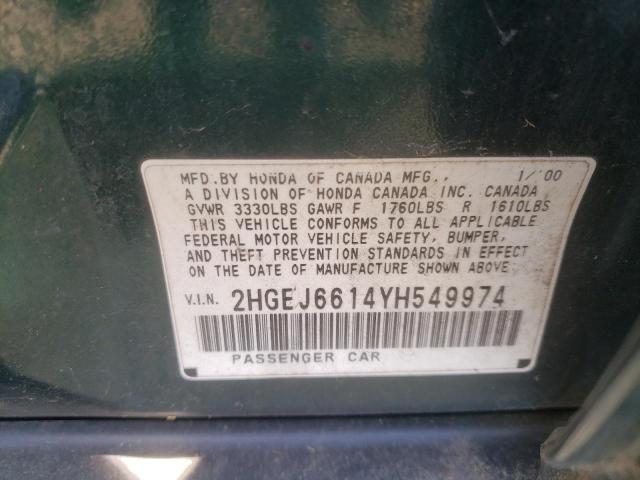 MFD.BY HONDA OF CANADA MFG., 1/'00
A DIVISION OF HONDA CANADA INC. CANADA
GVWR 3330LBS GAWR F 1760LBS R 1610LBS
THIS VEHICLE CONFORMS TO ALL APPLICABLE
FEDERAL MOTOR VEHICLE SAFETY, BUMPER,
AND THEFT PREVENTION STANDARDS IN EFFECT
ON THE DATE OF MANUFACTURE SHOWN ABOVE.
V.I.N. 2HGEJ6614YH549974
PASSENGER CAR